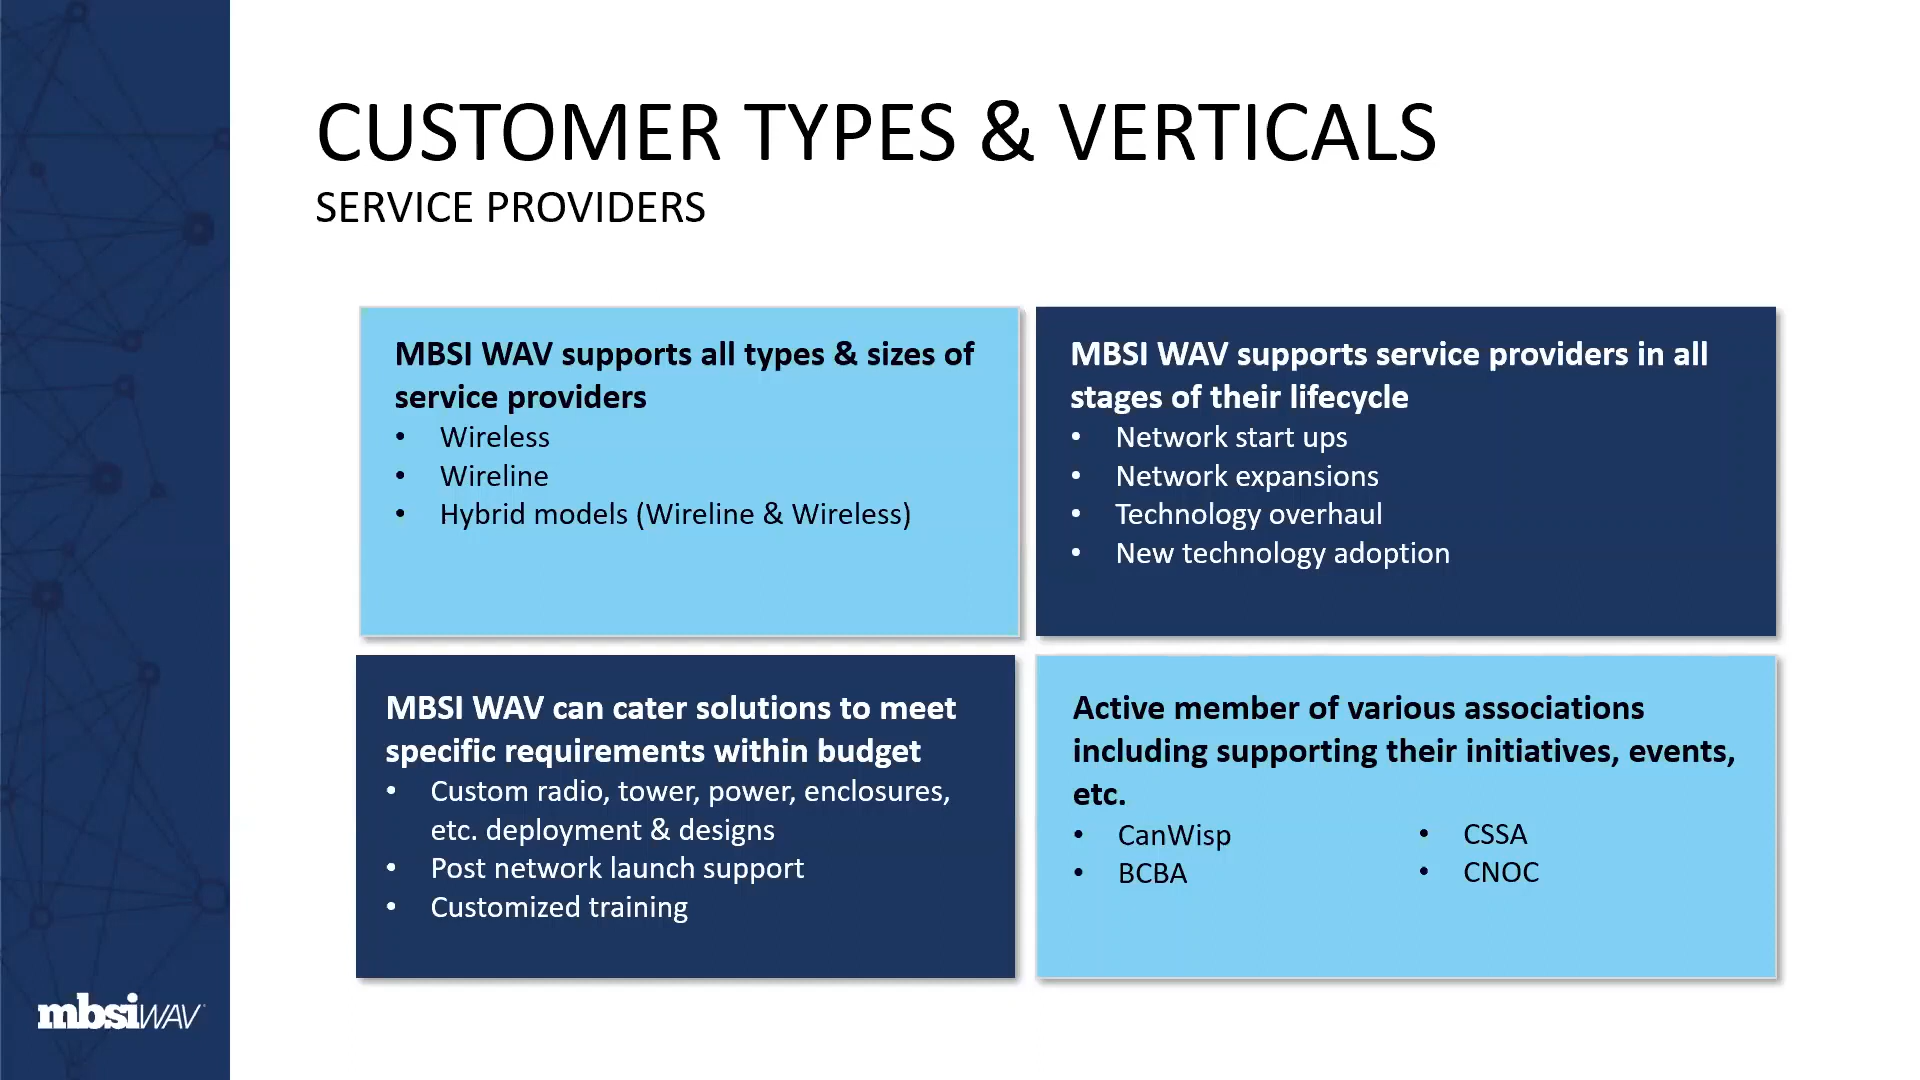 CUSTOMER TYPES & VERTICALS
SERVICE PROVIDERS
MBSI WAV supports all types & sizes of
service providers
• Wireless
• Wireline
• Hybrid models (Wireline & Wireless)
MBSI WAV supports service providers in all
stages of their lifecycle
• Network start ups
• Network expansions
• Technology overhaul
• New technology adoption
MBSI WAV can cater solutions to meet
specific requirements within budget
• Custom radio, tower, power, enclosures,
etc. deployment & designs
• Post network launch support
• Customized training
Active member of various associations
including supporting their initiatives, events,
etc.
• CanWisp
• BCBA
• CSSA
• CNOC
mbsiWAV